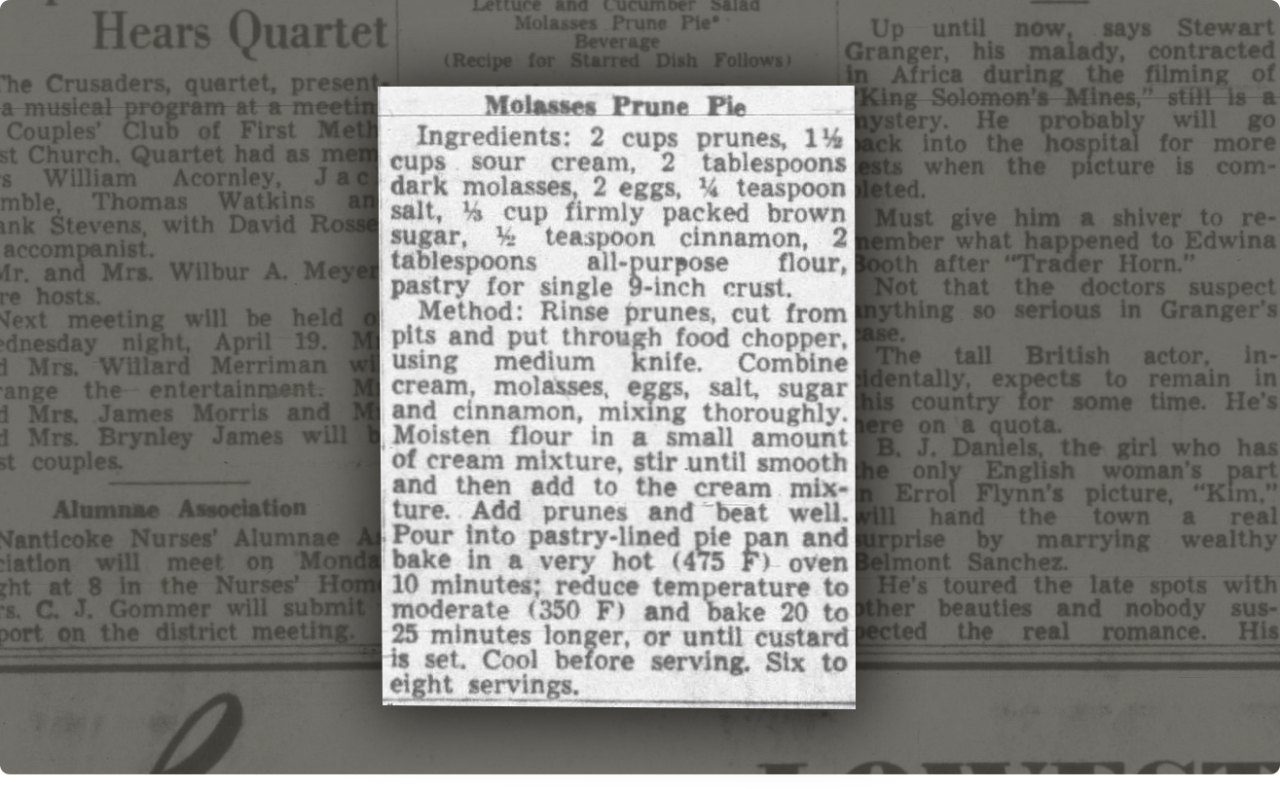 Hears Quartet
The Crusaders, quartet, present-
a musical program at a meetin
Couples' Club of First Meth
st Church. Quartet had as mem
rs William Acornley, Jac
mble, Thomas Watkins an
ank Stevens, with David Rosse
accompanist.
Mr. and Mrs. Wilbur A. Meyer
re hosts.
Next meeting will be held o
ednesday night, April 19. M
d Mrs. Willard Merriman wi
range the entertainment. M
d Mrs. James Morris and M
d Mrs. Brynley James will b
st couples.
Alumnae Association
Nanticoke Nurses' Alumnae As
ciation will meet on Monda
ght at 8 in the Nurses' Hom
rs. C. J. Gommer will submit
port on the district meeting.
Lettuce and Cucumber Salad
Molasses Prune Pie*
Beverage
(Recipe for Starred Dish Follows)
Molasses Prune Pie
Ingredients: 2 cups prunes, 1½
cups sour cream, 2 tablespoons
dark molasses, 2 eggs, ¼ teaspoon
salt, ⅓ cup firmly packed brown
sugar, ½ teaspoon cinnamon, 2
tablespoons all-purpose flour,
pastry for single 9-inch crust.
Method: Rinse prunes, cut from
pits and put through food chopper,
using medium knife. Combine
cream, molasses, eggs, salt, sugar
and cinnamon, mixing thoroughly.
Moisten flour in a small amount
of cream mixture, stir until smooth
and then add to the cream mix-
ture. Add prunes and beat well.
Pour into pastry-lined pie pan and
bake in a very hot (475 F) oven
10 minutes; reduce temperature to
moderate (350 F) and bake 20 to
25 minutes longer, or until custard
is set. Cool before serving. Six to
eight servings.
Up until now, says Stewart
Granger, his malady, contracted
in Africa during the filming of
"King Solomon's Mines," still is a
mystery. He probably will go
back into the hospital for more
tests when the picture is com-
pleted.
Must give him a shiver to re-
member what happened to Edwina
Booth after "Trader Horn."
Not that the doctors suspect
anything so serious in Granger's
case.
The tall British actor, in-
cidentally, expects to remain in
this country for some time. He's
here on a quota.
B. J. Daniels, the girl who has
the only English woman's part
in Errol Flynn's picture, "Kim,"
will hand the town a real
surprise by marrying wealthy
Belmont Sanchez.
He's toured the late spots with
other beauties and nobody sus-
pected the real romance. His